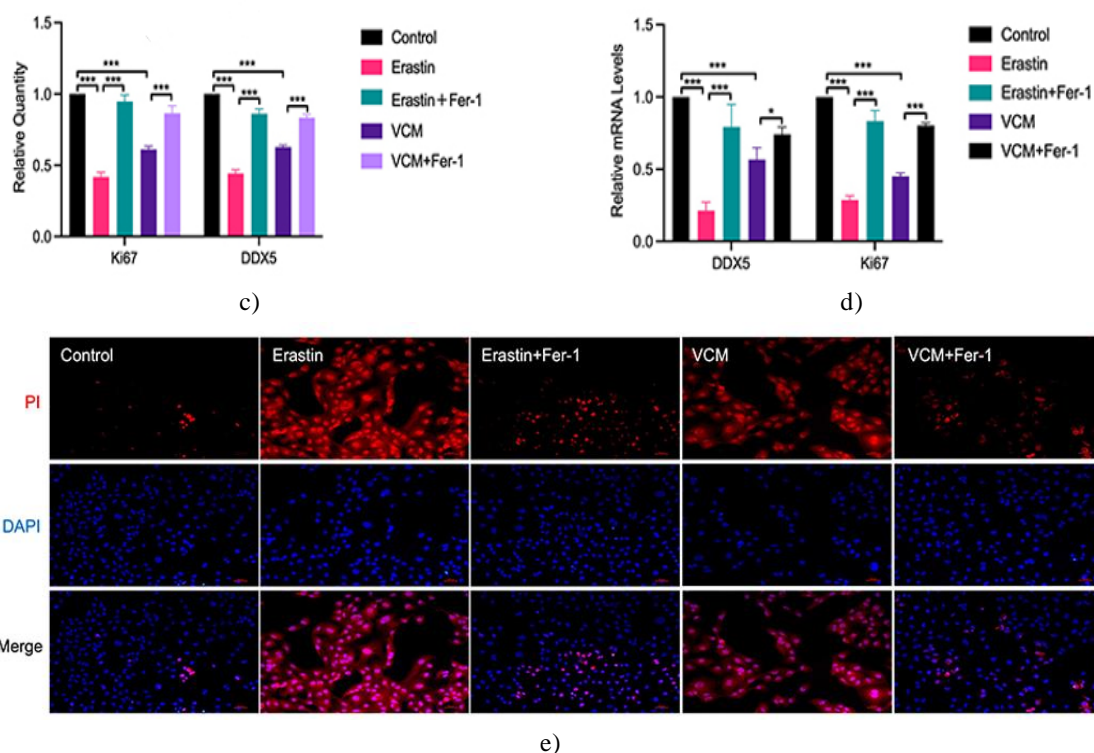 1.5
1.0
0.5
0.0
Relative Quantity
*** 
*** ***
***
***
*** ***
***
Ki67
DDX5
Control
Erastin
Erastin+Fer-1
VCM
VCM+Fer-1
c)
1.5
1.0
0.5
0.0
Relative mRNA Levels
***
*** ***
*
***
*** ***
***
DDX5
Ki67
Control
Erastin
Erastin+Fer-1
VCM
VCM+Fer-1
d)
Control Erastin Erastin+Fer-1 VCM VCM+Fer-1
PI
DAPI
Merge
e)